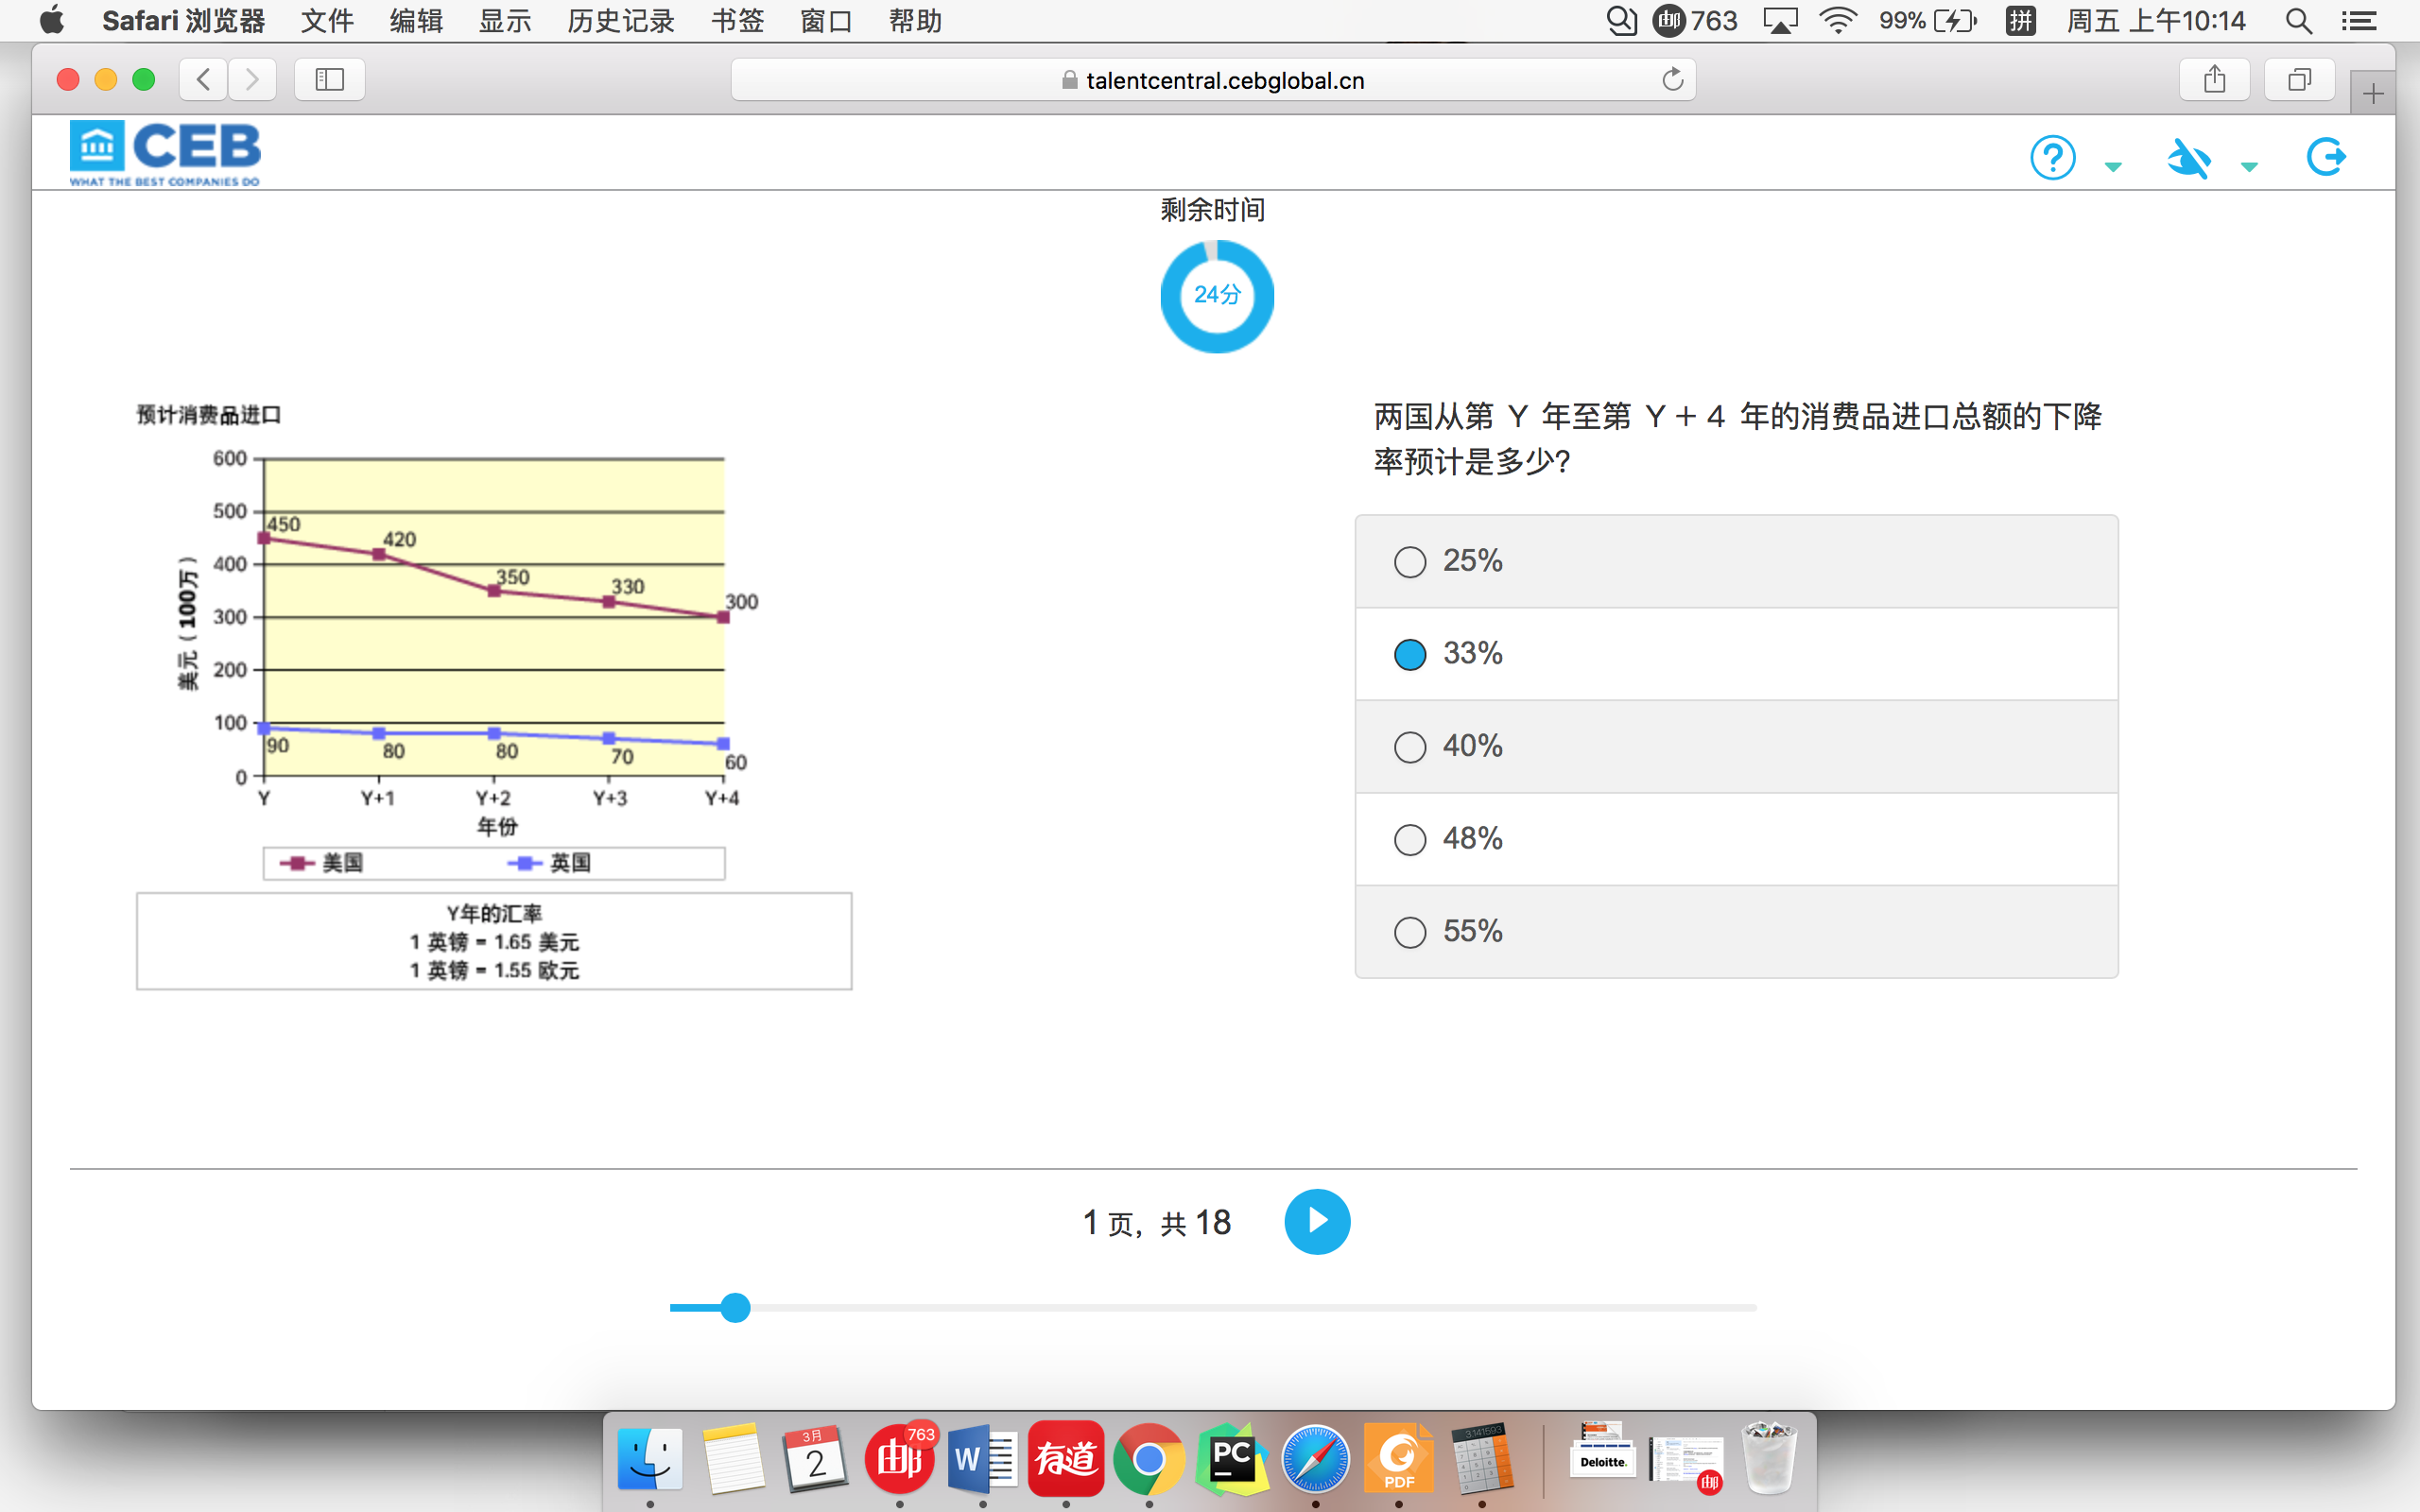 Safari 浏览器 文件 编辑 显示 历史记录 书签 窗口 帮助
邮 763 99% 拼 周五 上午10:14
talentcentral.cebglobal.cn
CEB
WHAT THE BEST COMPANIES DO
剩余时间
24分
预计消费品进口
600
500
400
300
200
100
0
美元（100万）
450
420
350
330
300
90
80
80
70
60
Y Y+1 Y+2 Y+3 Y+4
年份
美国 英国
Y年的汇率
1 英镑 = 1.65 美元
1 英镑 = 1.55 欧元
两国从第 Y 年至第 Y + 4 年的消费品进口总额的下降
率预计是多少?
25%
33%
40%
48%
55%
1 页，共 18
3月
2
邮
763
W
有道
PC
PDF
3.141593
Deloitte.
邮